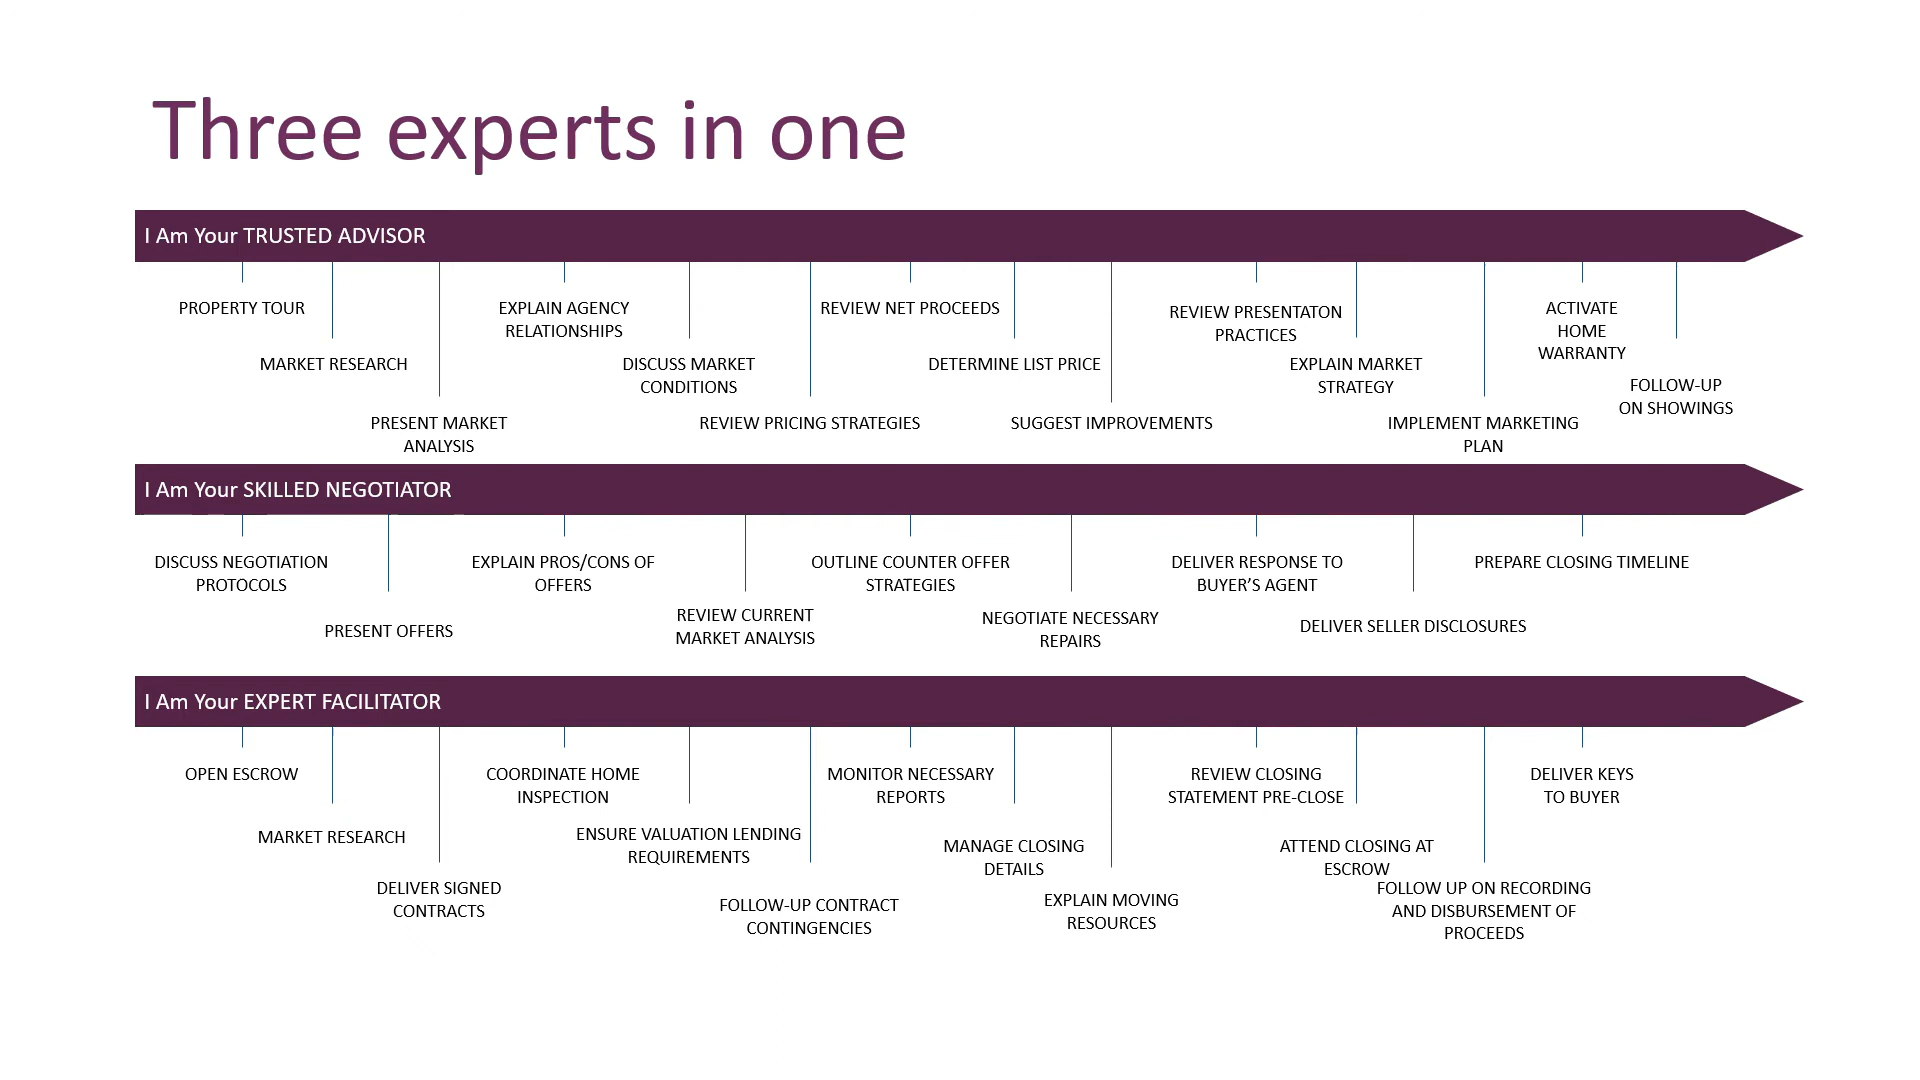 Three experts in one
I Am Your TRUSTED ADVISOR
PROPERTY TOUR
MARKET RESEARCH
PRESENT MARKET
ANALYSIS
EXPLAIN AGENCY
RELATIONSHIPS
DISCUSS MARKET
CONDITIONS
REVIEW PRICING STRATEGIES
REVIEW NET PROCEEDS
DETERMINE LIST PRICE
SUGGEST IMPROVEMENTS
REVIEW PRESENTATON
PRACTICES
EXPLAIN MARKET
STRATEGY
IMPLEMENT MARKETING
PLAN
ACTIVATE
HOME
WARRANTY
FOLLOW-UP
ON SHOWINGS
I Am Your SKILLED NEGOTIATOR
DISCUSS NEGOTIATION
PROTOCOLS
PRESENT OFFERS
EXPLAIN PROS/CONS OF
OFFERS
REVIEW CURRENT
MARKET ANALYSIS
OUTLINE COUNTER OFFER
STRATEGIES
NEGOTIATE NECESSARY
REPAIRS
DELIVER RESPONSE TO
BUYER’S AGENT
DELIVER SELLER DISCLOSURES
PREPARE CLOSING TIMELINE
I Am Your EXPERT FACILITATOR
OPEN ESCROW
MARKET RESEARCH
DELIVER SIGNED
CONTRACTS
COORDINATE HOME
INSPECTION
ENSURE VALUATION LENDING
REQUIREMENTS
FOLLOW-UP CONTRACT
CONTINGENCIES
MONITOR NECESSARY
REPORTS
MANAGE CLOSING
DETAILS
EXPLAIN MOVING
RESOURCES
REVIEW CLOSING
STATEMENT PRE-CLOSE
ATTEND CLOSING AT
ESCROW
FOLLOW UP ON RECORDING
AND DISBURSEMENT OF
PROCEEDS
DELIVER KEYS
TO BUYER